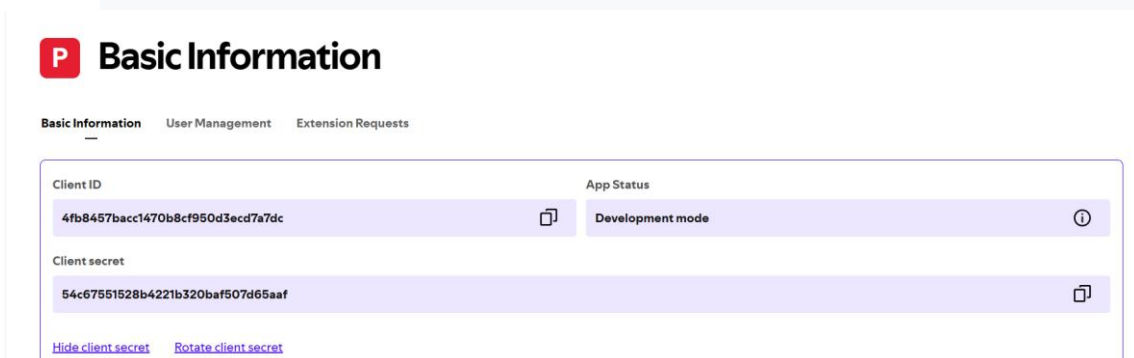 P Basic Information
Basic Information User Management Extension Requests
Client ID App Status
4fb8457bacc1470b8cf950d3ecd7a7dc Development mode
Client secret
54c67551528b4221b320baf507d65aaf
Hide client secret Rotate client secret